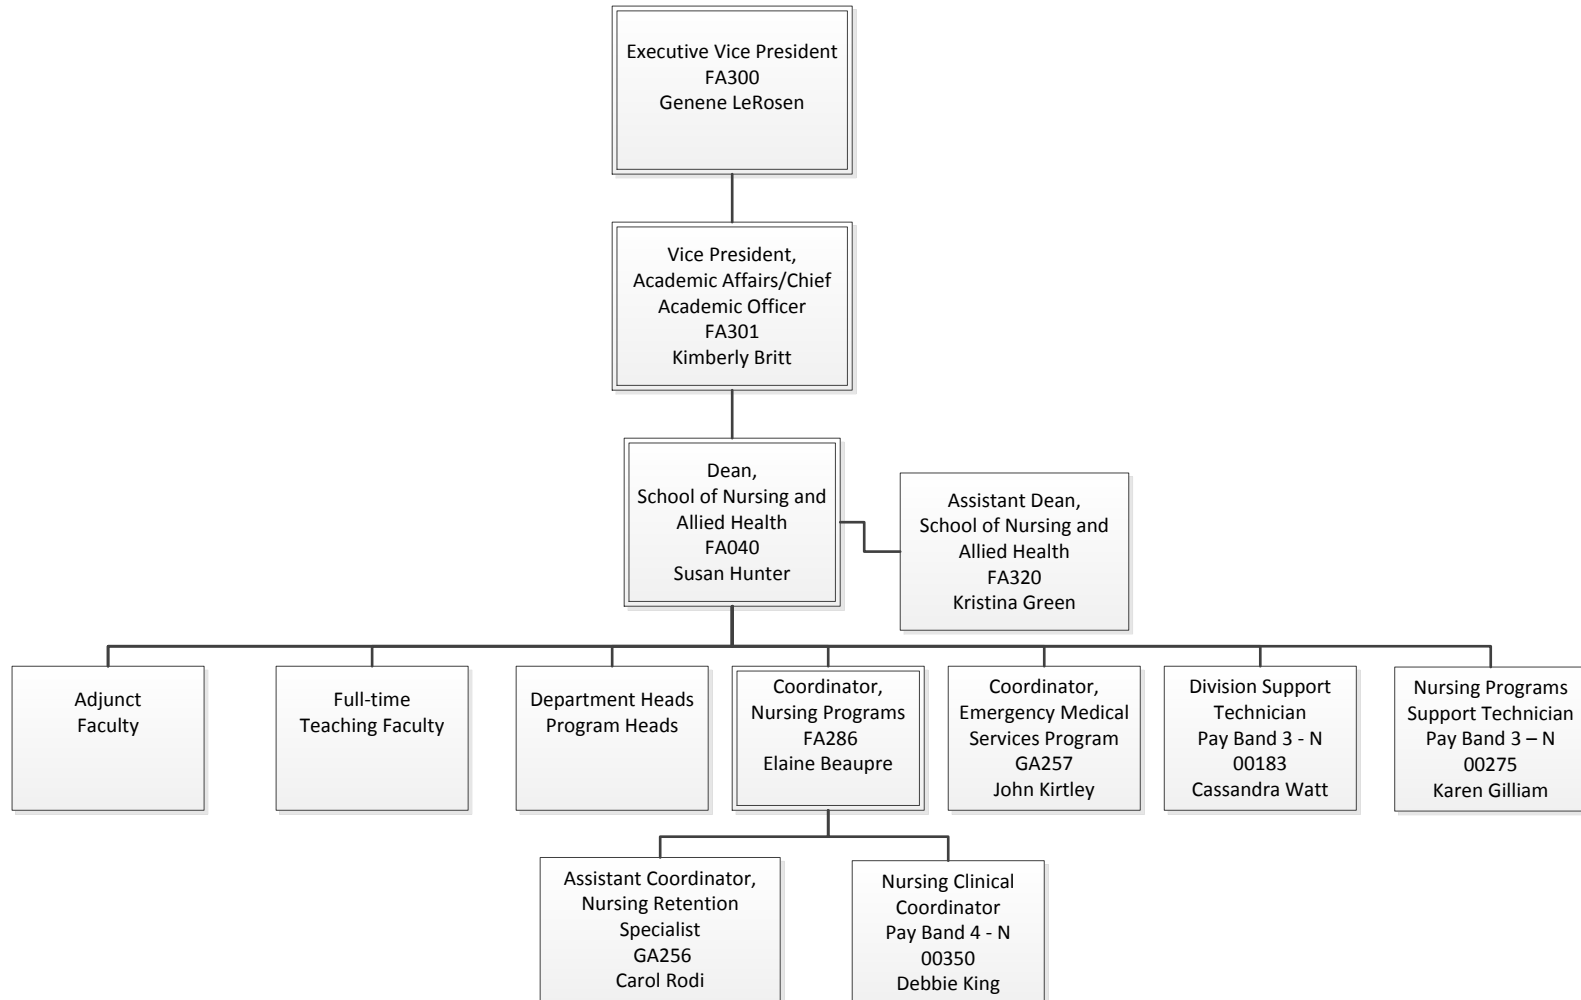 Executive Vice President
FA300
Genene LeRosen
Vice President,
Academic Affairs/Chief
Academic Officer
FA301
Kimberly Britt
Dean,
School of Nursing and
Allied Health
FA040
Susan Hunter
Assistant Dean,
School of Nursing and
Allied Health
FA320
Kristina Green
Adjunct
Faculty
Full-time
Teaching Faculty
Department Heads
Program Heads
Coordinator,
Nursing Programs
FA286
Elaine Beaupre
Coordinator,
Emergency Medical
Services Program
GA257
John Kirtley
Division Support
Technician
Pay Band 3 - N
00183
Cassandra Watt
Nursing Programs
Support Technician
Pay Band 3 – N
00275
Karen Gilliam
Assistant Coordinator,
Nursing Retention
Specialist
GA256
Carol Rodi
Nursing Clinical
Coordinator
Pay Band 4 - N
00350
Debbie King